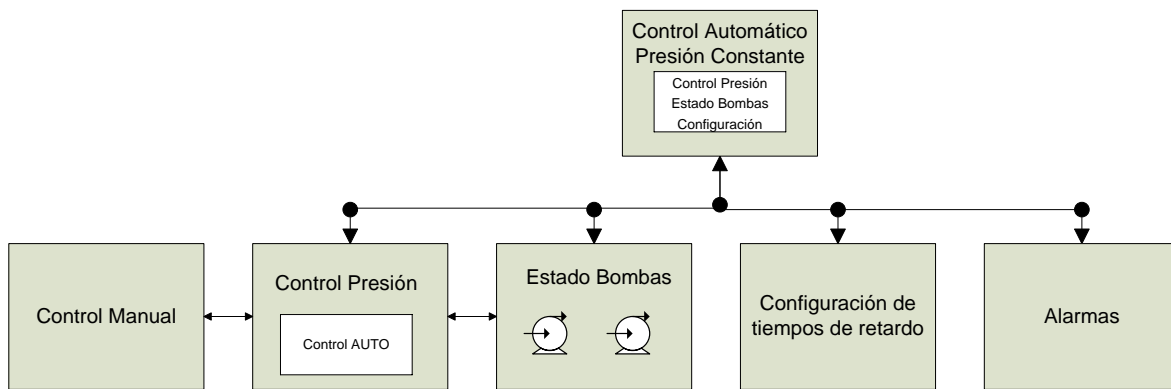 Control Automático
Presión Constante
Control Presión
Estado Bombas
Configuración
Control Manual
Control Presión
Control AUTO
Estado Bombas
Configuración de
tiempos de retardo
Alarmas